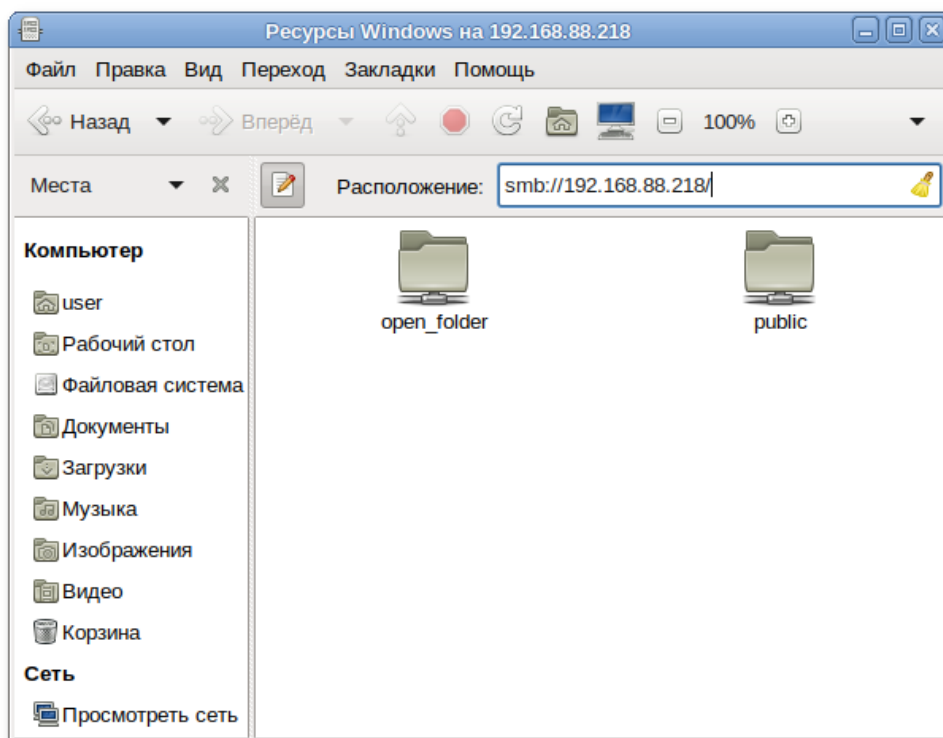 Ресурсы Windows на 192.168.88.218
Файл Правка Вид Переход Закладки Помощь
Назад Вперёд 100%
Места Расположение: smb://192.168.88.218/
Компьютер
user
Рабочий стол
Файловая система
Документы
Загрузки
Музыка
Изображения
Видео
Корзина
Сеть
Просмотреть сеть
open_folder public